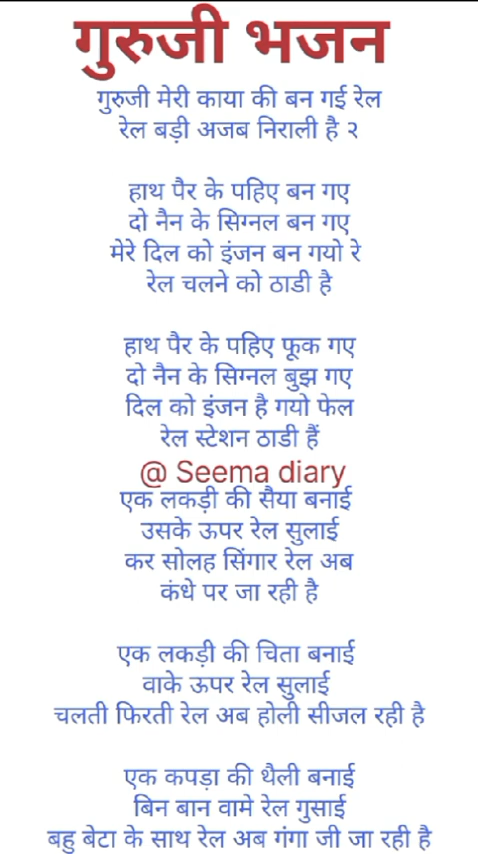 गुरुजी भजन
गुरुजी मेरी काया की बन गई रेल
रेल बड़ी अजब निराली है २
हाथ पैर के पहिए बन गए
दो नैन के सिग्नल बन गए
मेरे दिल को इंजन बन गयो रे
रेल चलने को ठाडी है
हाथ पैर के पहिए फूक गए
दो नैन के सिग्नल बुझ गए
दिल को इंजन है गयो फेल
रेल स्टेशन ठाडी हैं
@ Seema diary
एक लकड़ी की सैया बनाई
उसके ऊपर रेल सुलाई
कर सोलह सिंगार रेल अब
कंधे पर जा रही है
एक लकड़ी की चिता बनाई
वाके ऊपर रेल सुलाई
चलती फिरती रेल अब होली सीजल रही है
एक कपड़ा की थैली बनाई
बिन बान वामे रेल गुसाई
बहु बेटा के साथ रेल अब गंगा जी जा रही है